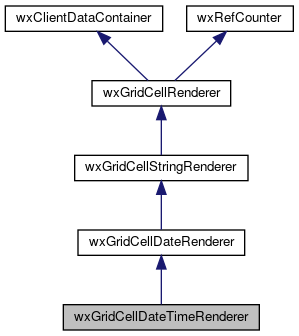 wxClientDataContainer
wxRefCounter
wxGridCellRenderer
wxGridCellStringRenderer
wxGridCellDateRenderer
wxGridCellDateTimeRenderer